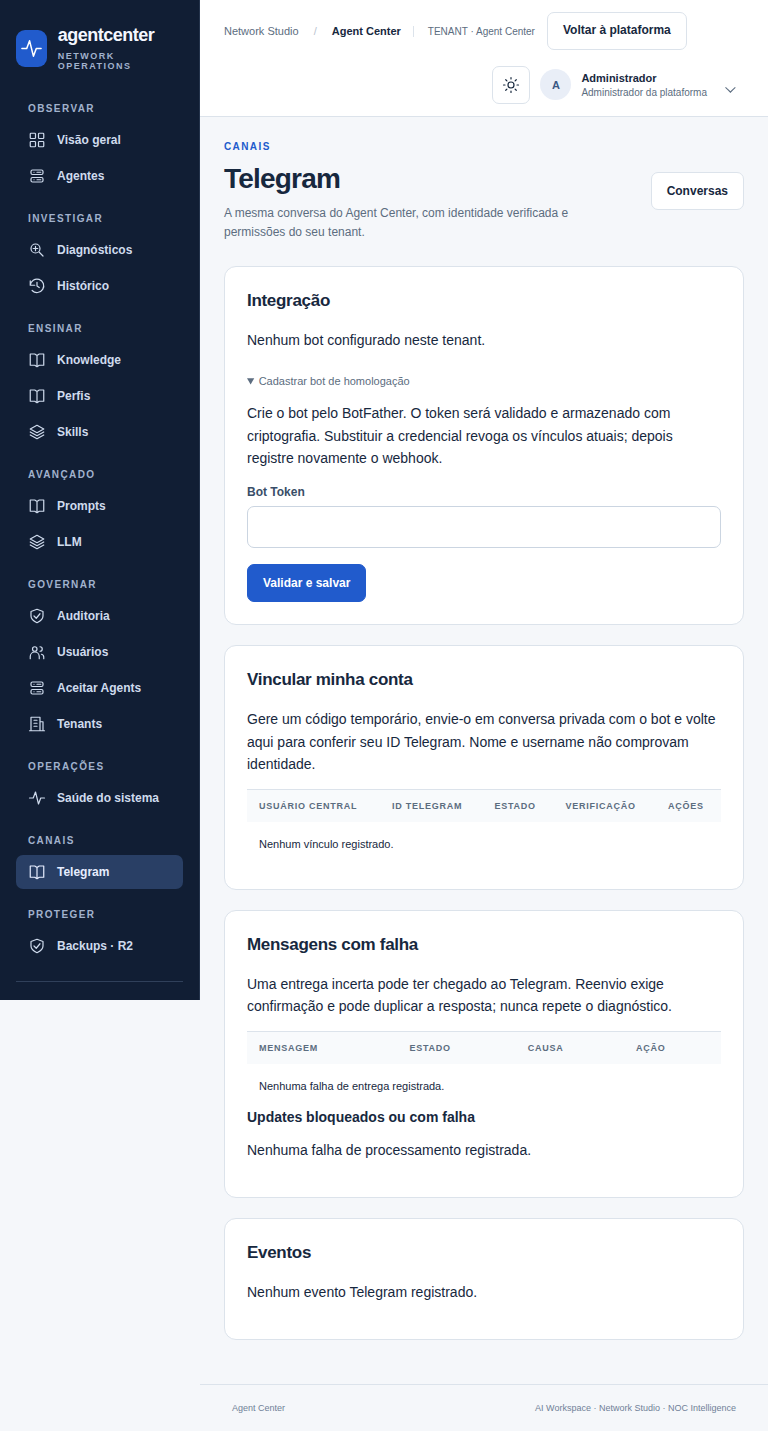 agentcenter
NETWORK
OPERATIONS
OBSERVAR
Visão geral
Agentes
INVESTIGAR
Diagnósticos
Histórico
ENSINAR
Knowledge
Perfis
Skills
AVANÇADO
Prompts
LLM
GOVERNAR
Auditoria
Usuários
Aceitar Agents
Tenants
OPERAÇÕES
Saúde do sistema
CANAIS
Telegram
PROTEGER
Backups · R2
Network Studio / Agent Center TENANT · Agent Center Voltar à plataforma
A Administrador
Administrador da plataforma
CANAIS
Telegram
Conversas
A mesma conversa do Agent Center, com identidade verificada e
permissões do seu tenant.
Integração
Nenhum bot configurado neste tenant.
Cadastrar bot de homologação
Crie o bot pelo BotFather. O token será validado e armazenado com
criptografia. Substituir a credencial revoga os vínculos atuais; depois
registre novamente o webhook.
Bot Token
Validar e salvar
Vincular minha conta
Gere um código temporário, envie-o em conversa privada com o bot e volte
aqui para conferir seu ID Telegram. Nome e username não comprovam
identidade.
USUÁRIO CENTRAL ID TELEGRAM ESTADO VERIFICAÇÃO AÇÕES
Nenhum vínculo registrado.
Mensagens com falha
Uma entrega incerta pode ter chegado ao Telegram. Reenvio exige
confirmação e pode duplicar a resposta; nunca repete o diagnóstico.
MENSAGEM ESTADO CAUSA AÇÃO
Nenhuma falha de entrega registrada.
Updates bloqueados ou com falha
Nenhuma falha de processamento registrada.
Eventos
Nenhum evento Telegram registrado.
Agent Center AI Workspace · Network Studio · NOC Intelligence